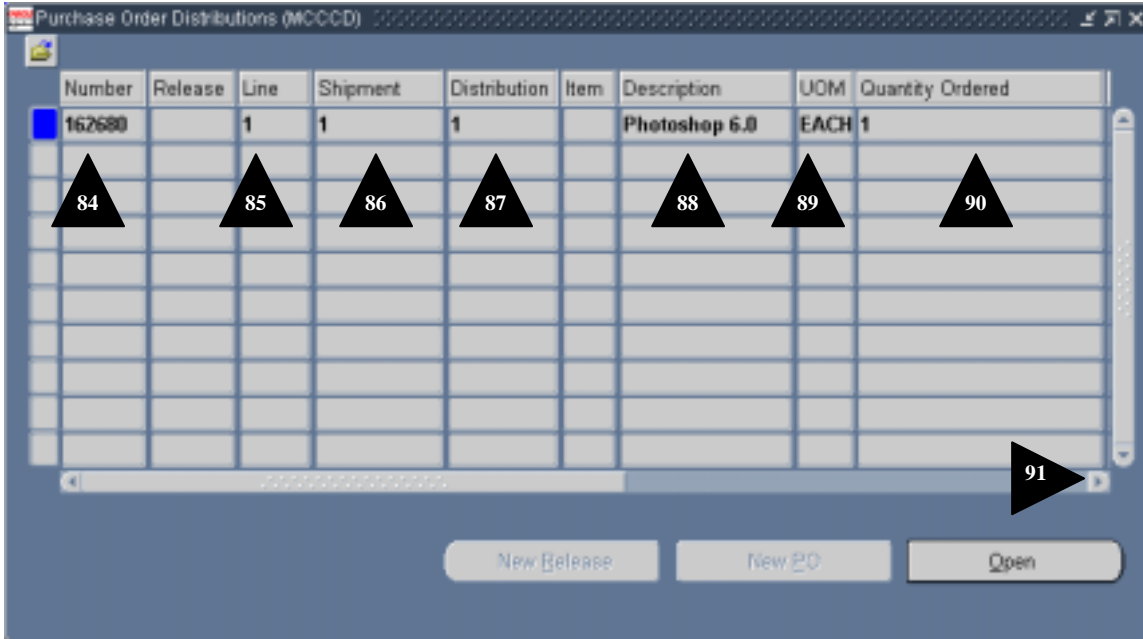 Purchase Order Distributions (MCCCD)
Number Release Line Shipment Distribution Item Description UOM Quantity Ordered
162680 1 1 1 Photoshop 6.0 EACH 1
84 85 86 87 88 89 90
91
New Release New PO Open